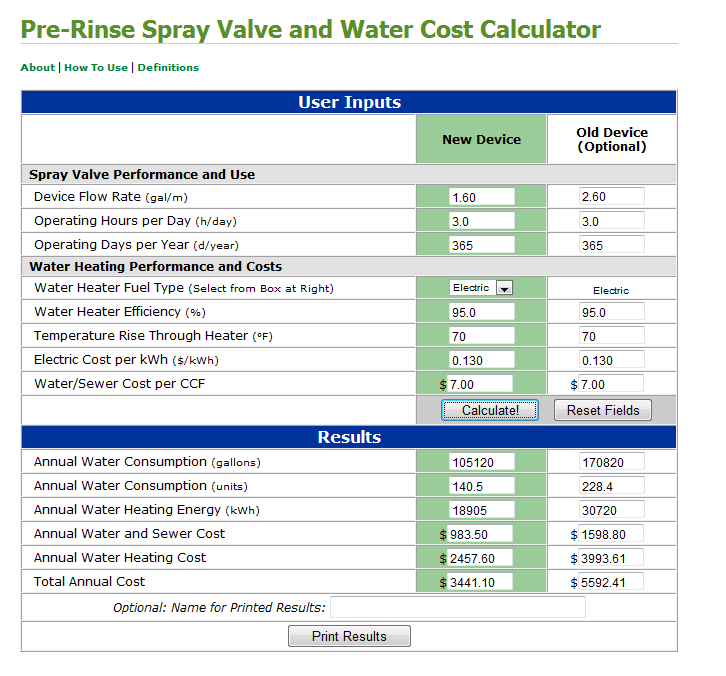 Pre-Rinse Spray Valve and Water Cost Calculator
About | How To Use | Definitions
User Inputs
New Device Old Device (Optional)
Spray Valve Performance and Use
Device Flow Rate (gal/m) 1.60 2.60
Operating Hours per Day (h/day) 3.0 3.0
Operating Days per Year (d/year) 365 365
Water Heating Performance and Costs
Water Heater Fuel Type (Select from Box at Right) Electric Electric
Water Heater Efficiency (%) 95.0 95.0
Temperature Rise Through Heater (ºF) 70 70
Electric Cost per kWh ($/kWh) 0.130 0.130
Water/Sewer Cost per CCF $ 7.00 $ 7.00
Calculate! Reset Fields
Results
Annual Water Consumption (gallons) 105120 170820
Annual Water Consumption (units) 140.5 228.4
Annual Water Heating Energy (kWh) 18905 30720
Annual Water and Sewer Cost $ 983.50 $ 1598.80
Annual Water Heating Cost $ 2457.60 $ 3993.61
Total Annual Cost $ 3441.10 $ 5592.41
Optional: Name for Printed Results:
Print Results